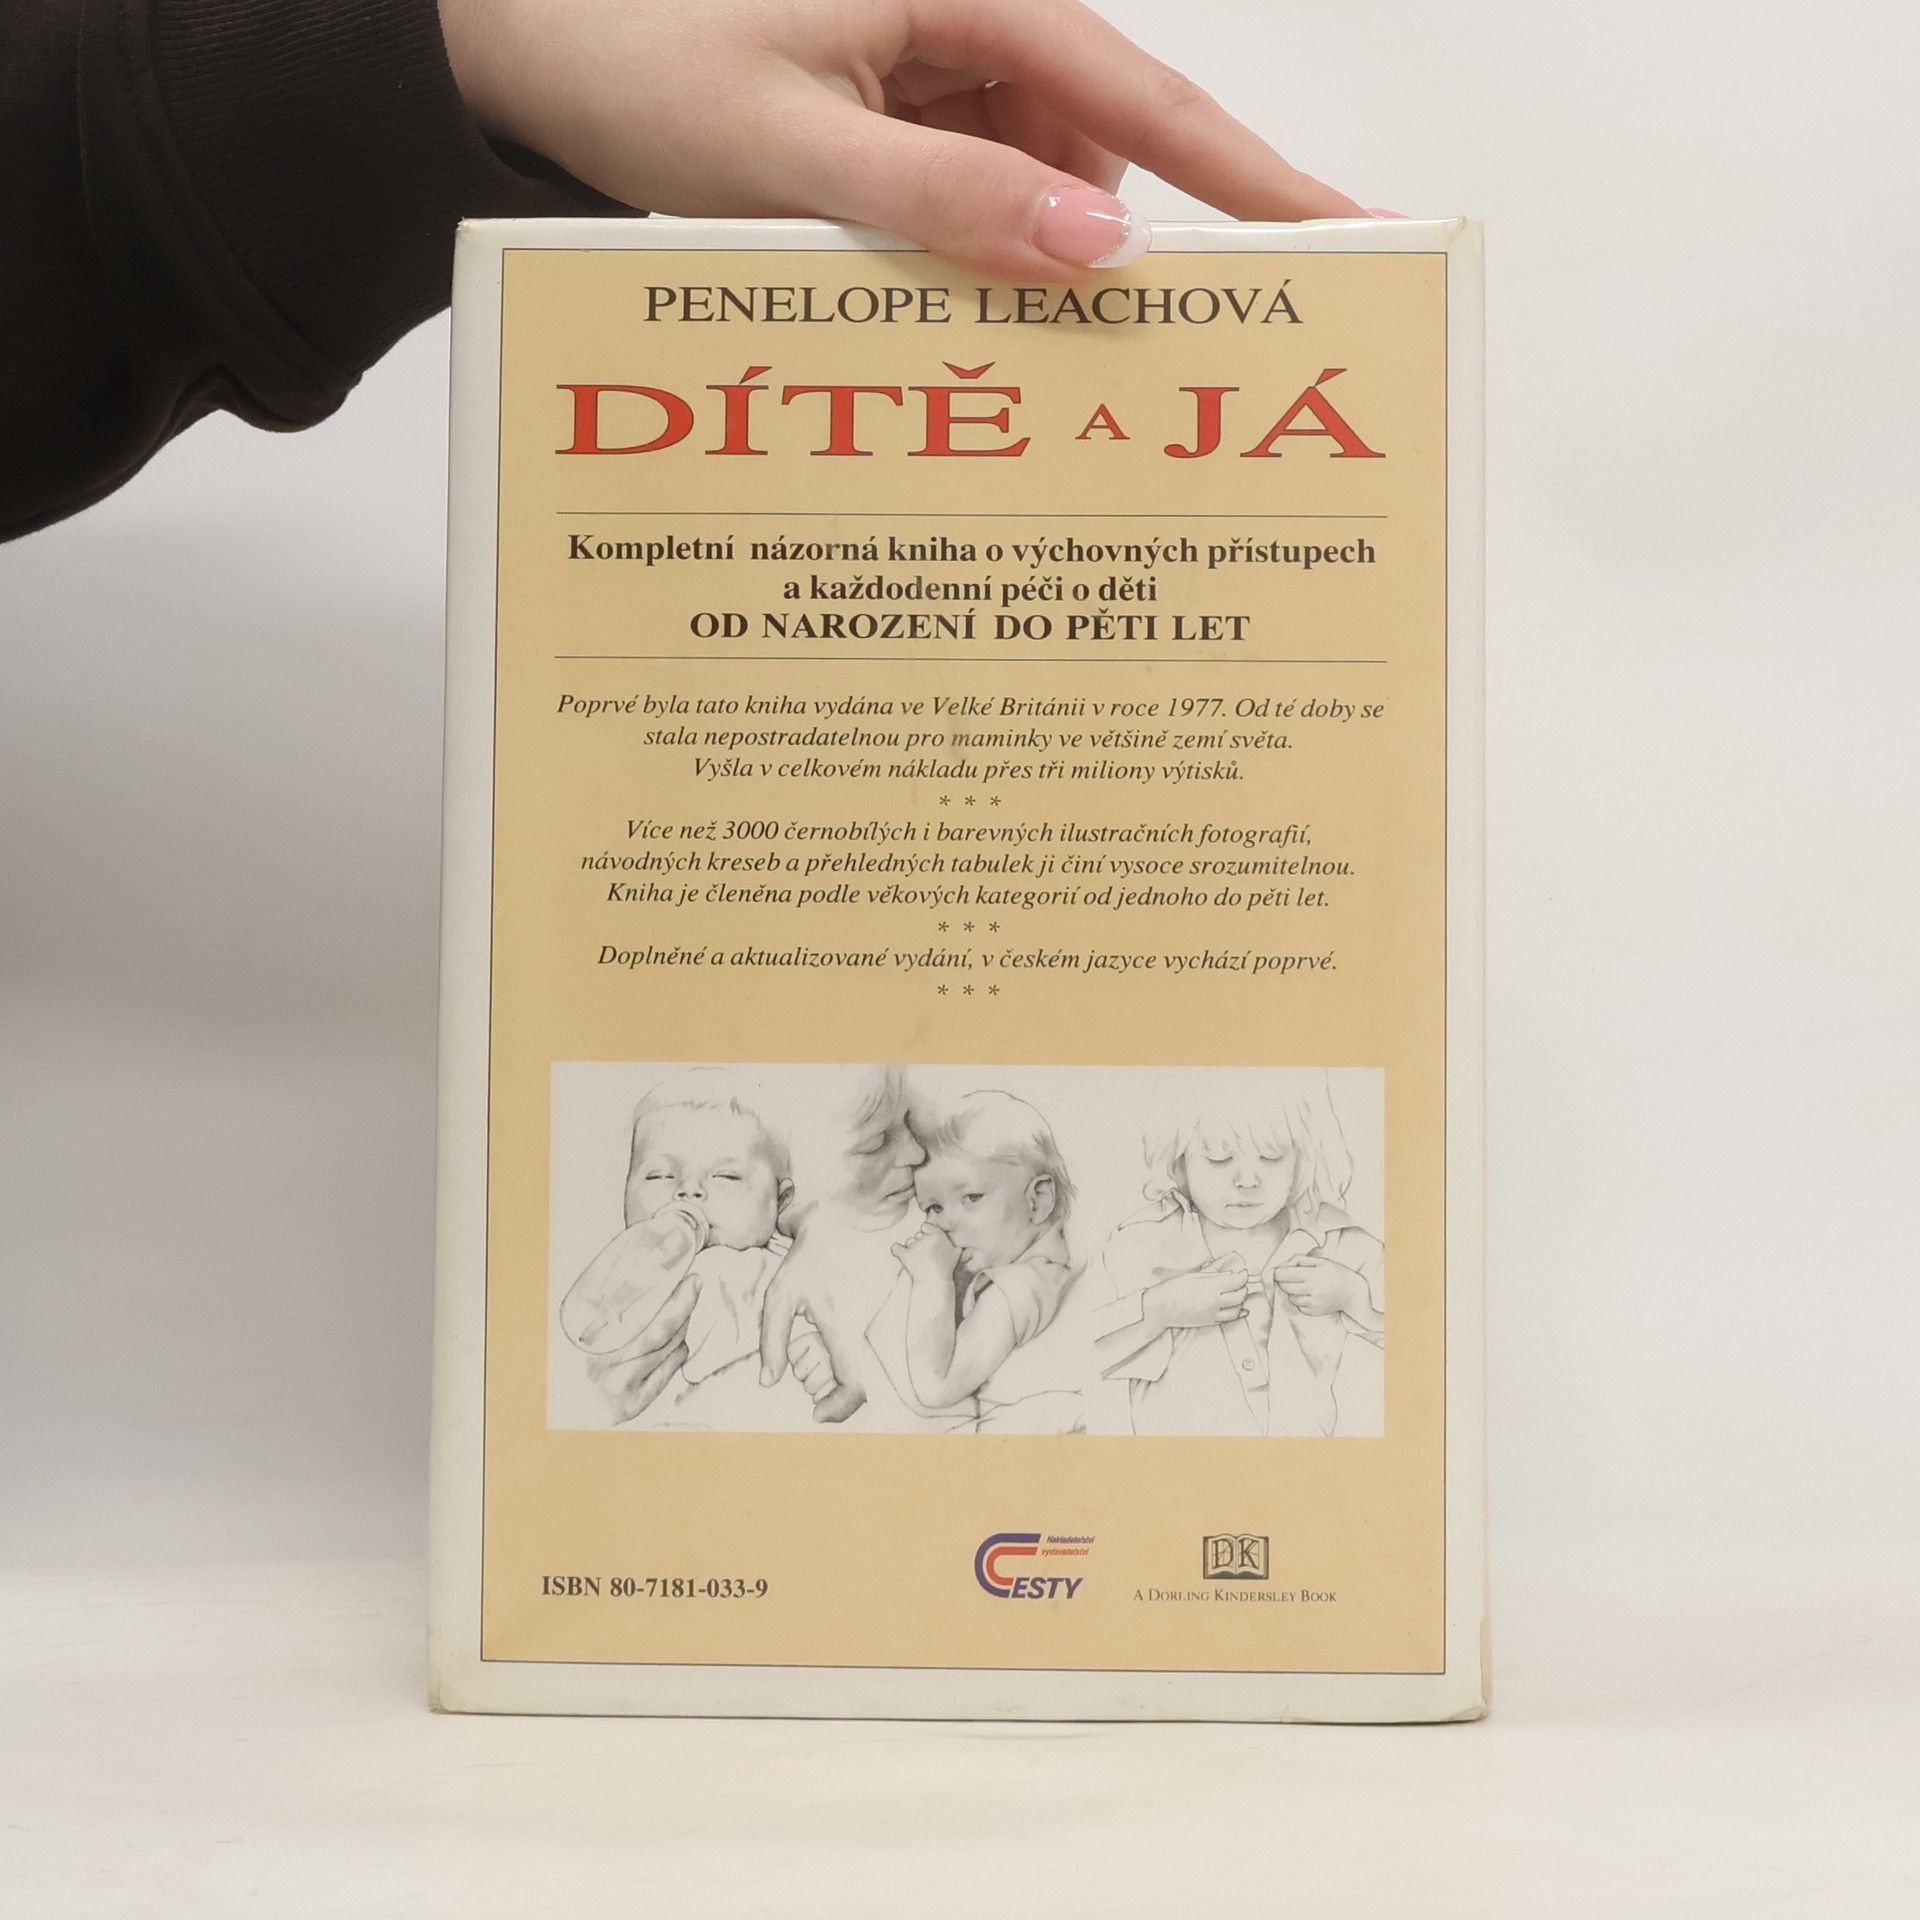 PENELOPE LEACHOVÁ
DÍTĚ A JÁ
Kompletní názorná kniha o výchovných přístupech
a každodenní péči o děti
OD NAROZENÍ DO PĚTI LET
Poprvé byla tato kniha vydána ve Velké Británii v roce 1977. Od té doby se
stala nepostradatelnou pro maminky ve většině zemí světa.
Vyšla v celkovém nákladu přes tři miliony výtisků.
* * *
Více než 3000 černobílých i barevných ilustračních fotografií,
návodných kreseb a přehledných tabulek ji činí vysoce srozumitelnou.
Kniha je členěna podle věkových kategorií od jednoho do pěti let.
* * *
Doplněné a aktualizované vydání, v českém jazyce vychází poprvé.
* * *
Nakladatelství
vydavatelství
CESTY
DK
ISBN 80-7181-033-9
A DORLING KINDERSLEY BOOK